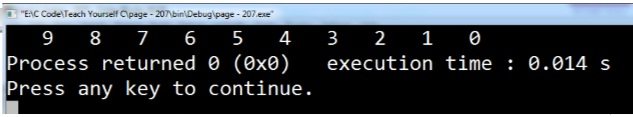 "E:\C Code\Teach Yourself C\page - 207\bin\Debug\page - 207.exe"
9 8 7 6 5 4 3 2 1 0
Process returned 0 (0x0) execution time : 0.014 s
Press any key to continue.